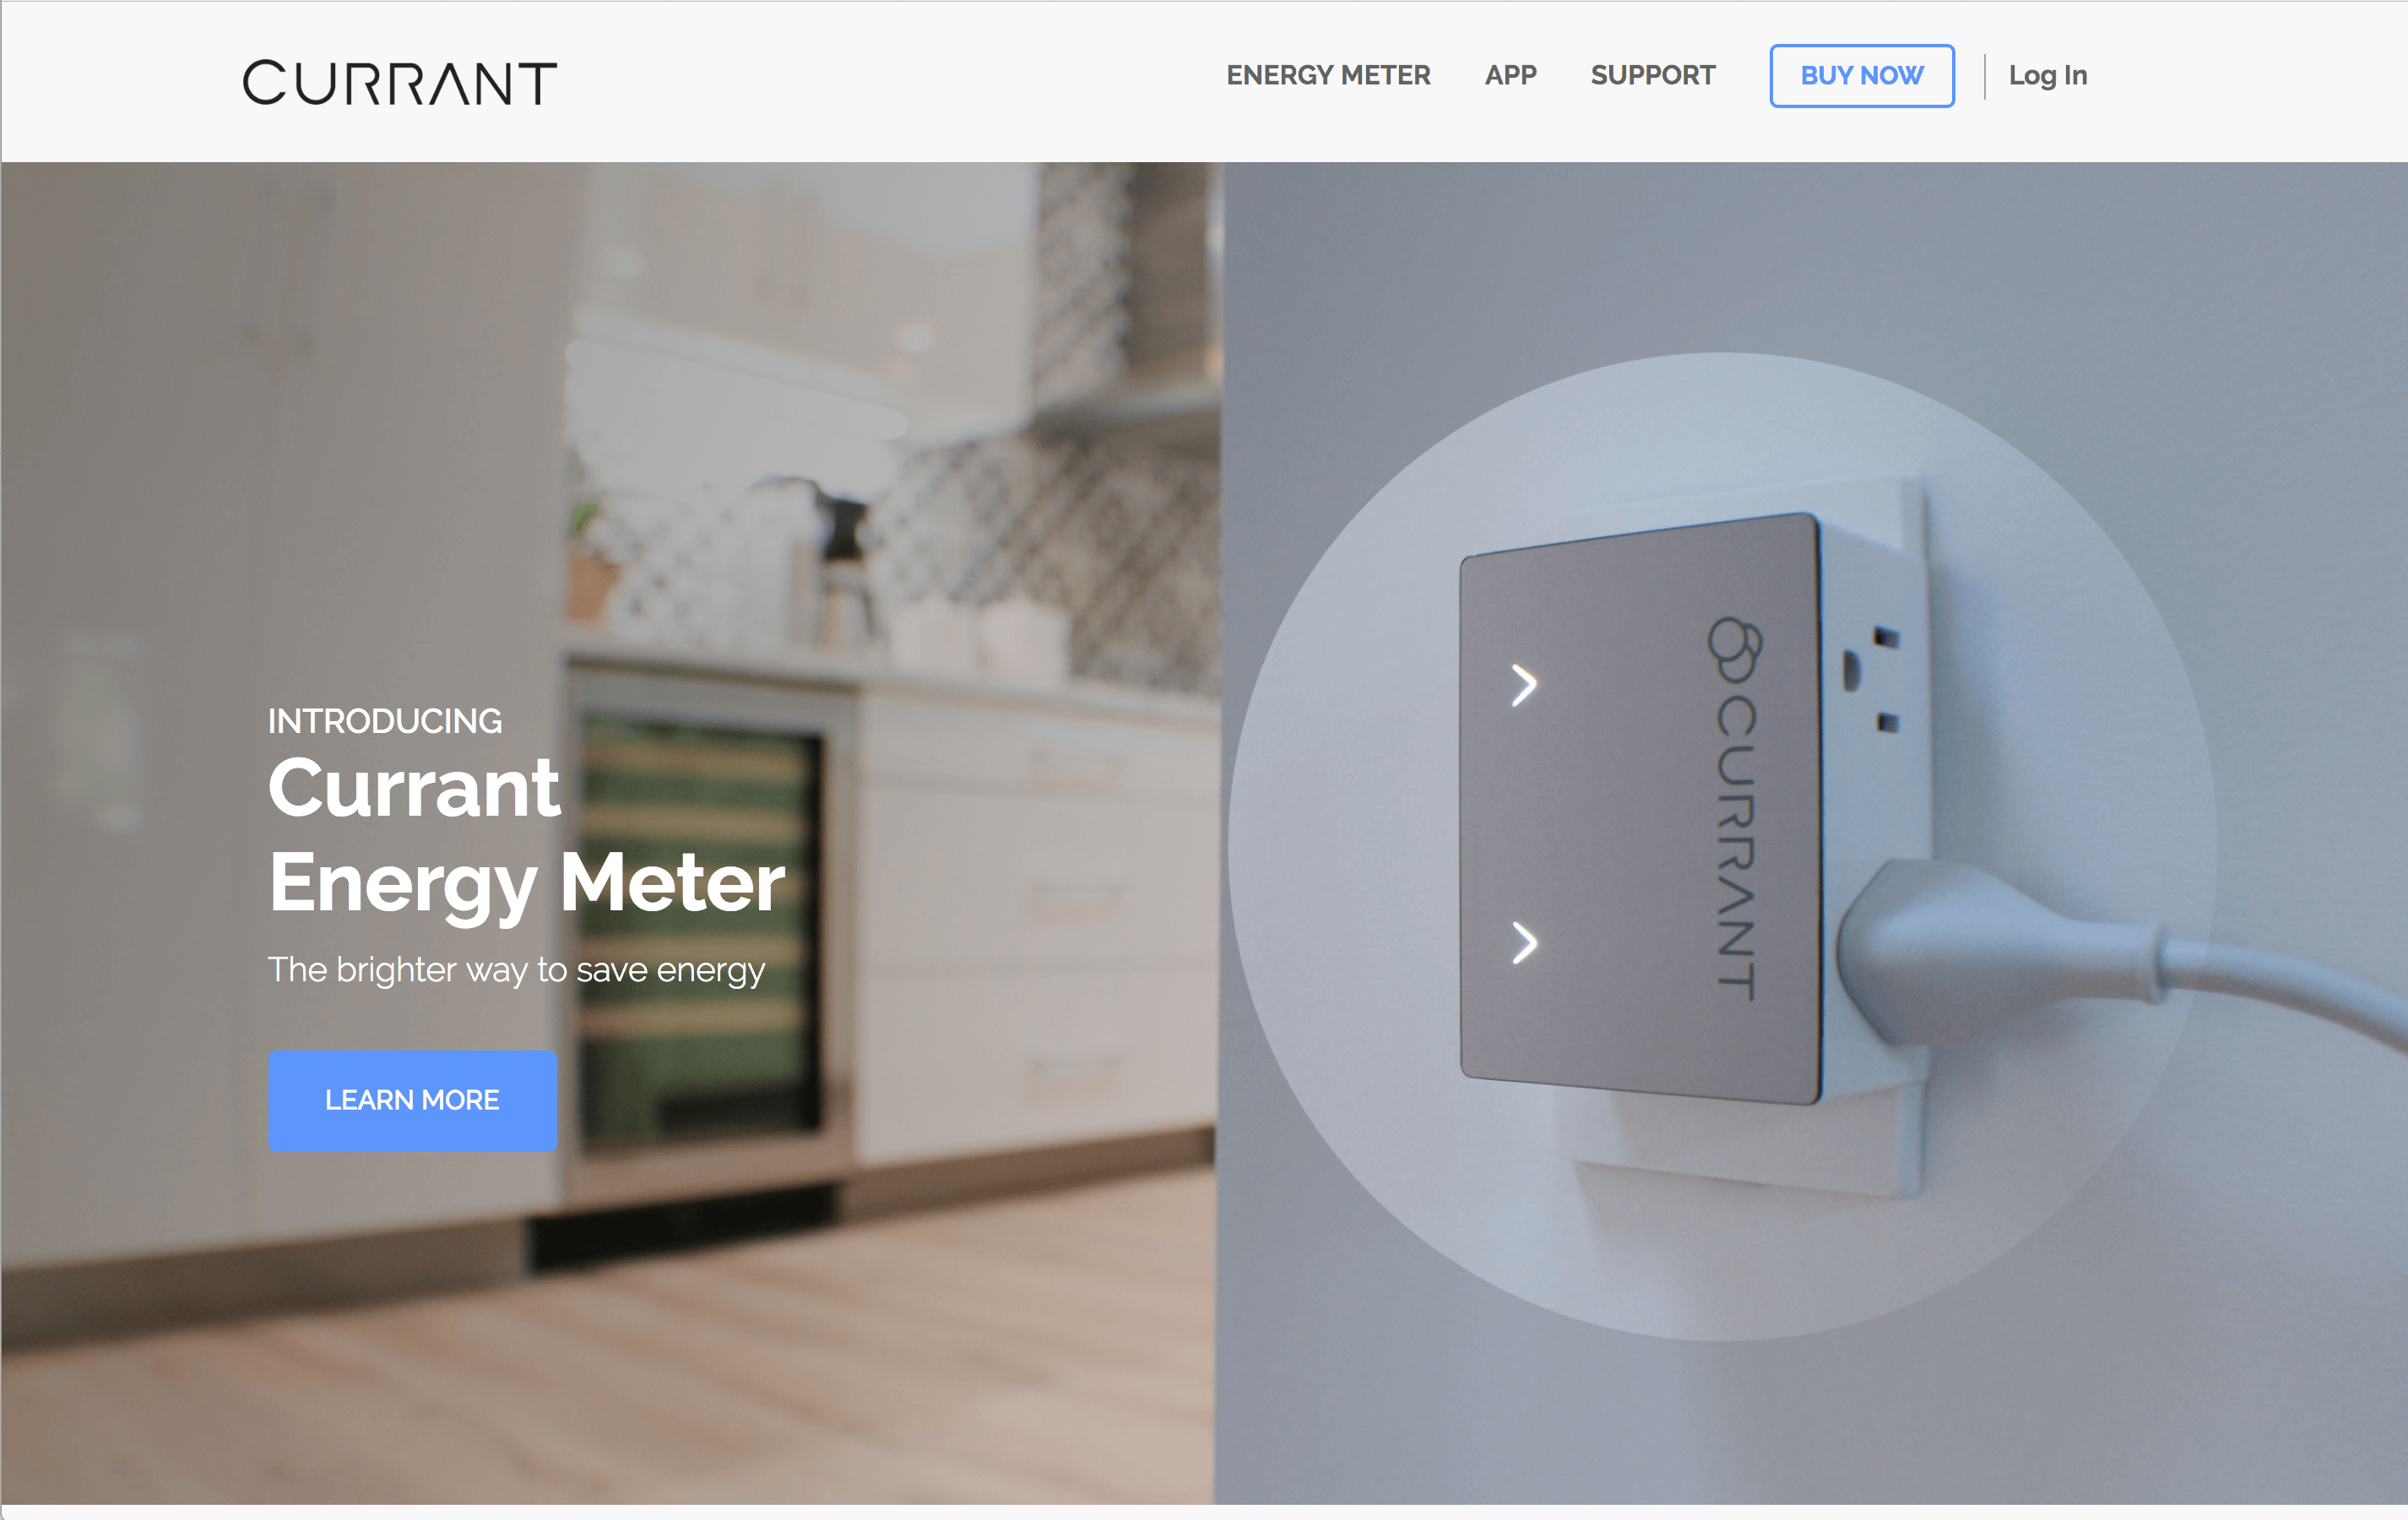 CURRANT
ENERGY METER
APP
SUPPORT
BUY NOW
Log In
INTRODUCING
Currant
Energy Meter
The brighter way to save energy
LEARN MORE
CURRANT